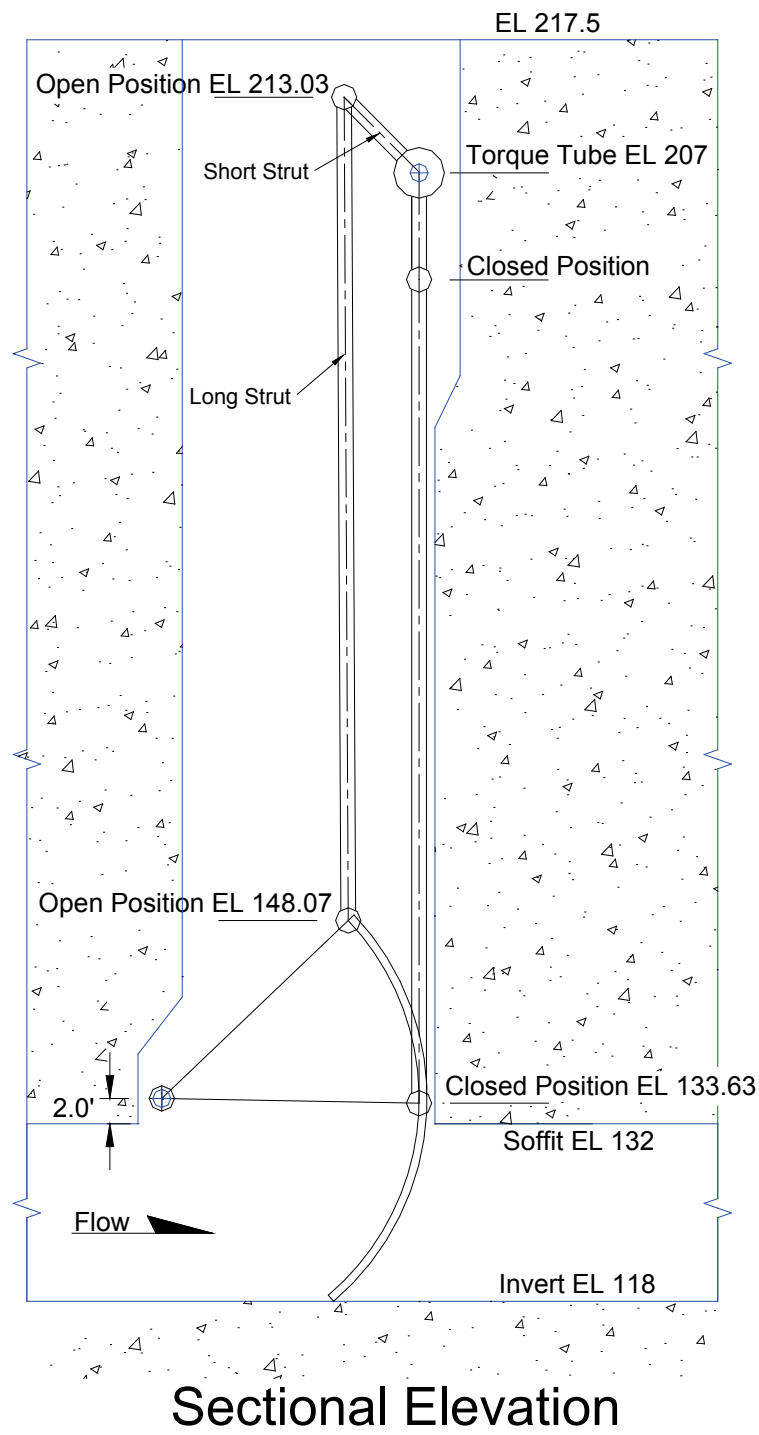 EL 217.5
Open Position EL 213.03
Torque Tube EL 207
Short Strut
Closed Position
Long Strut
Open Position EL 148.07
Closed Position EL 133.63
2.0'
Soffit EL 132
Flow
Invert EL 118
Sectional Elevation